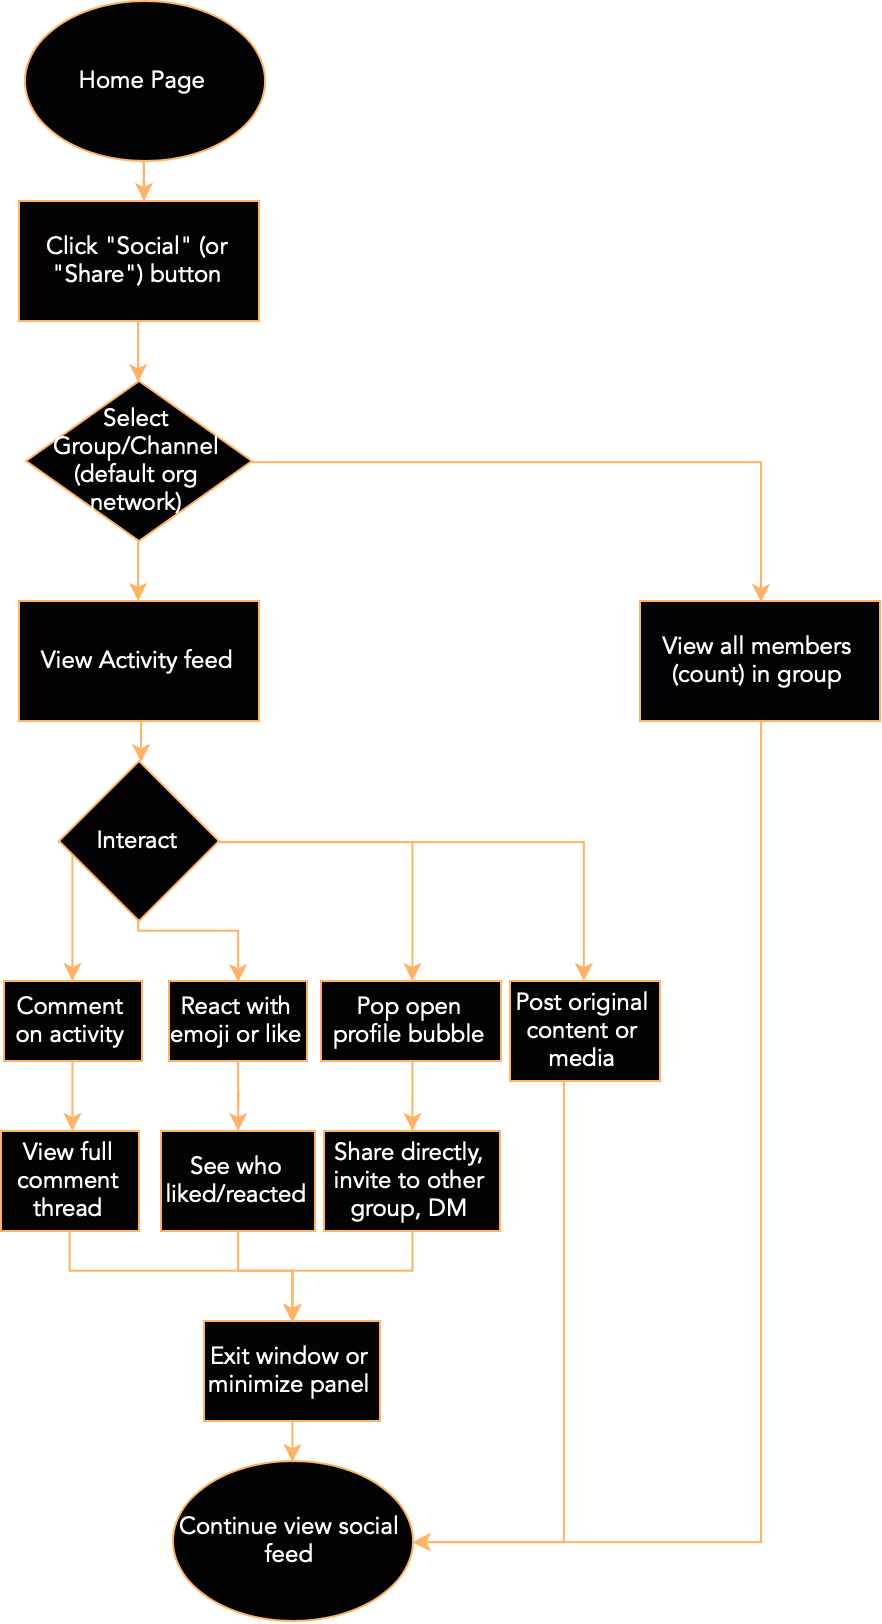 Home Page
Click "Social" (or
"Share") button
Select
Group/Channel
(default org
network)
View Activity feed
View all members
(count) in group
Interact
Comment
on activity
React with
emoji or like
Pop open
profile bubble
Post original
content or
media
View full
comment
thread
See who
liked/reacted
Share directly,
invite to other
group, DM
Exit window or
minimize panel
Continue view social
feed